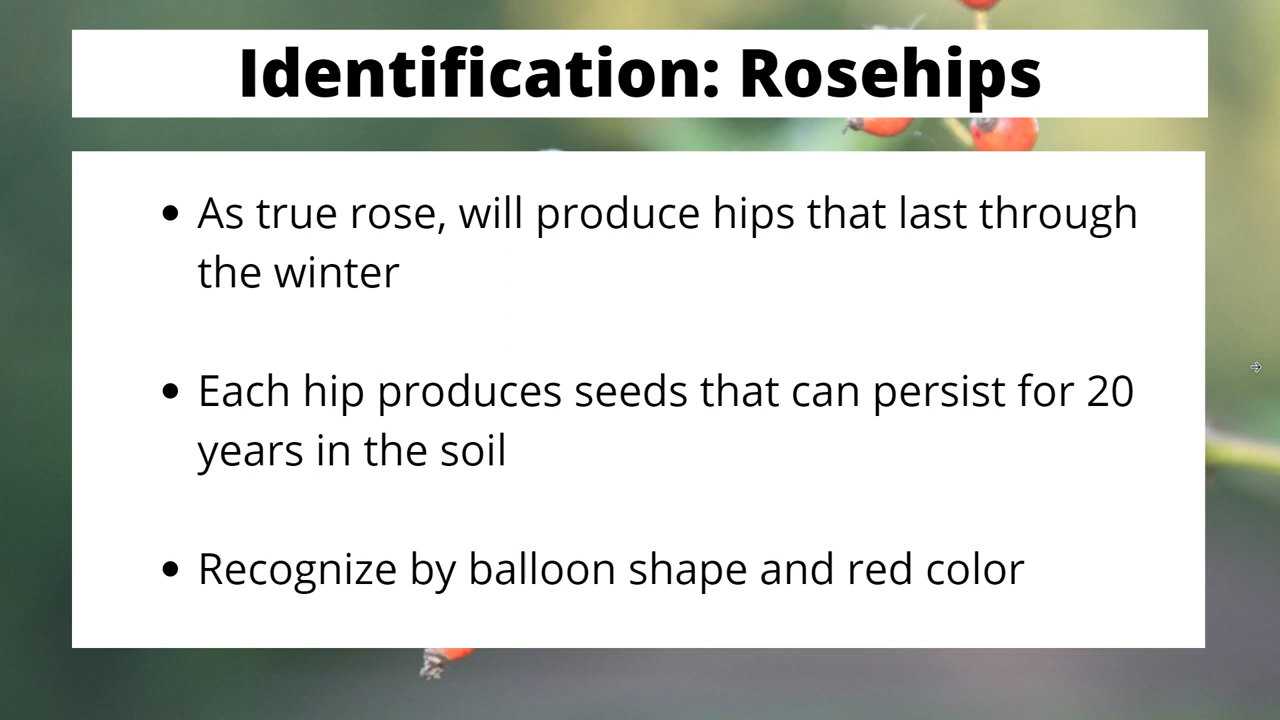 Identification: Rosehips
• As true rose, will produce hips that last through
the winter
• Each hip produces seeds that can persist for 20
years in the soil
• Recognize by balloon shape and red color